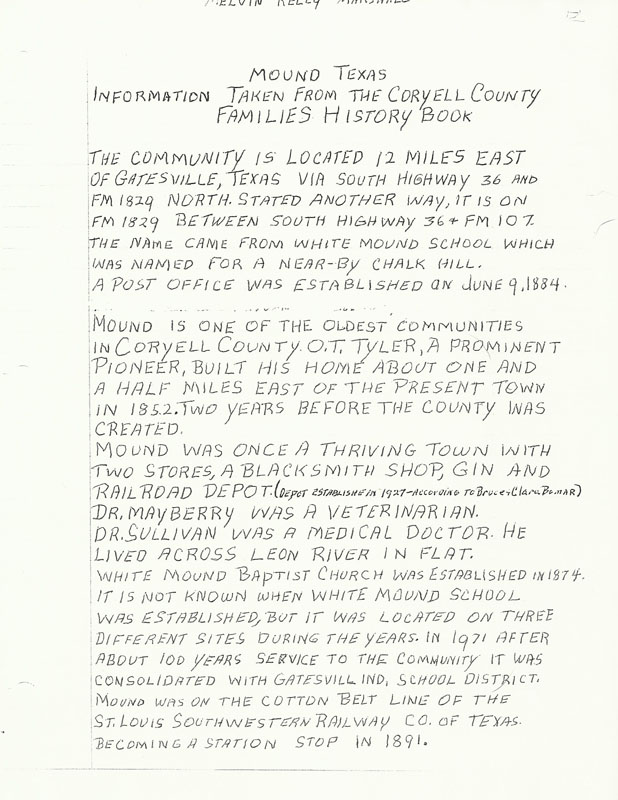 MELVIN KELLY MARSHALL
MOUND TEXAS
INFORMATION TAKEN FROM THE CORYELL COUNTY
FAMILIES HISTORY BOOK
THE COMMUNITY IS LOCATED 12 MILES EAST
OF GATESVILLE, TEXAS VIA SOUTH HIGHWAY 36 AND
FM 1829 NORTH. STATED ANOTHER WAY, IT IS ON
FM 1829 BETWEEN SOUTH HIGHWAY 36 + FM 107.
THE NAME CAME FROM WHITE MOUND SCHOOL WHICH
WAS NAMED FOR A NEAR-BY CHALK HILL.
A POST OFFICE WAS ESTABLISHED ON JUNE 9, 1884.
MOUND IS ONE OF THE OLDEST COMMUNITIES
IN CORYELL COUNTY. O.T. TYLER, A PROMINENT
PIONEER, BUILT HIS HOME ABOUT ONE AND
A HALF MILES EAST OF THE PRESENT TOWN
IN 1852. TWO YEARS BEFORE THE COUNTY WAS
CREATED.
MOUND WAS ONCE A THRIVING TOWN WITH
TWO STORES, A BLACKSMITH SHOP, GIN AND
RAILROAD DEPOT. (DEPOT ESTABLISHE IN 1927-ACCORDING TO Bruce + Clara BOMAR)
DR. MAYBERRY WAS A VETERINARIAN.
DR. SULLIVAN WAS A MEDICAL DOCTOR. HE
LIVED ACROSS LEON RIVER IN FLAT.
WHITE MOUND BAPTIST CHURCH WAS ESTABLISHED IN 1874.
IT IS NOT KNOWN WHEN WHITE MOUND SCHOOL
WAS ESTABLISHED, BUT IT WAS LOCATED ON THREE
DIFFERENT SITES DURING THE YEARS. IN 1971 AFTER
ABOUT 100 YEARS SERVICE TO THE COMMUNITY IT WAS
CONSOLIDATED WITH GATESVILL IND. SCHOOL DISTRICT.
MOUND WAS ON THE COTTON BELT LINE OF THE
ST. LOUIS SOUTHWESTERN RAILWAY CO. OF TEXAS.
BECOMING A STATION STOP IN 1891.